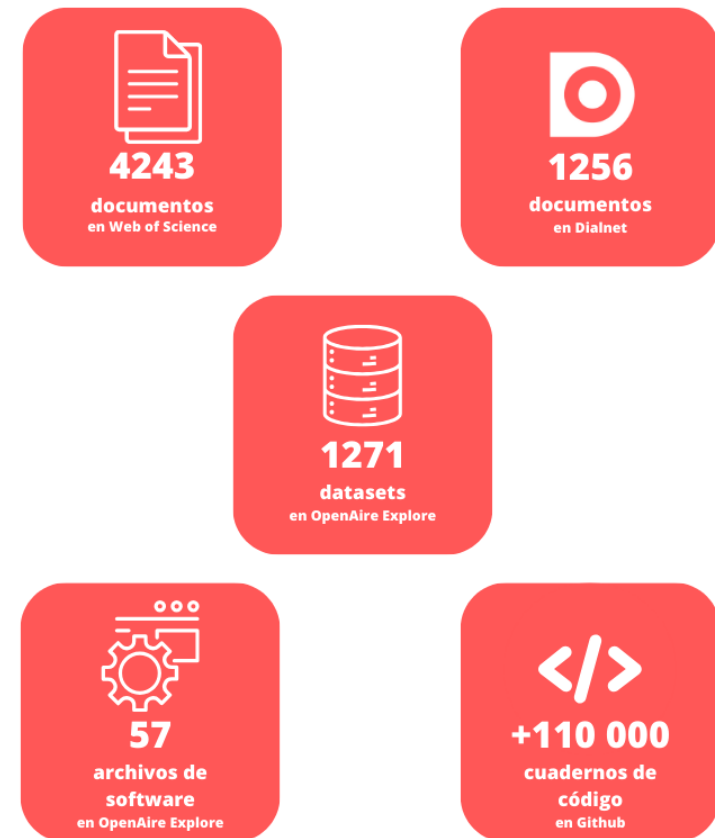 4243
documentos
en Web of Science
1256
documentos
en Dialnet
1271
datasets
en OpenAire Explore
57
archivos de
software
en OpenAire Explore
+110 000
cuadernos de
código
en Github